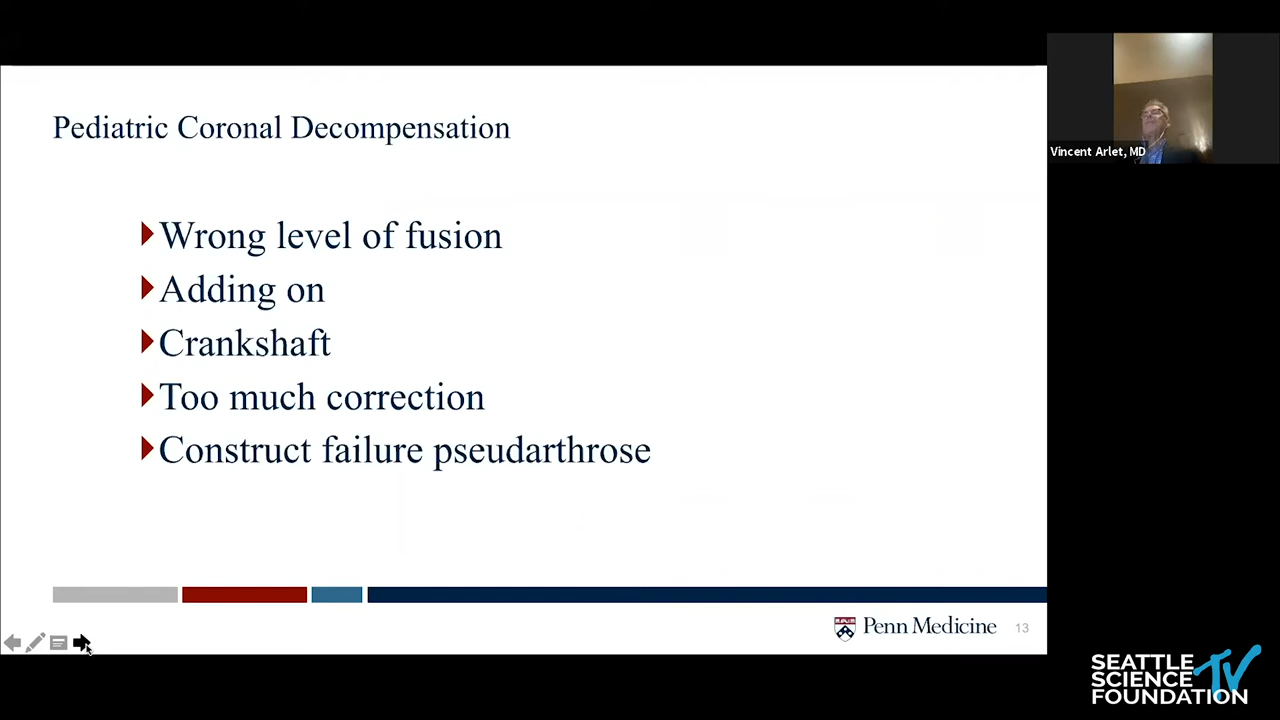 Pediatric Coronal Decompensation
Wrong level of fusion
Adding on
Crankshaft
Too much correction
Construct failure pseudarthrose
Penn Medicine
13
Vincent Arlet, MD
SEATTLE
SCIENCE
FOUNDATION
TV